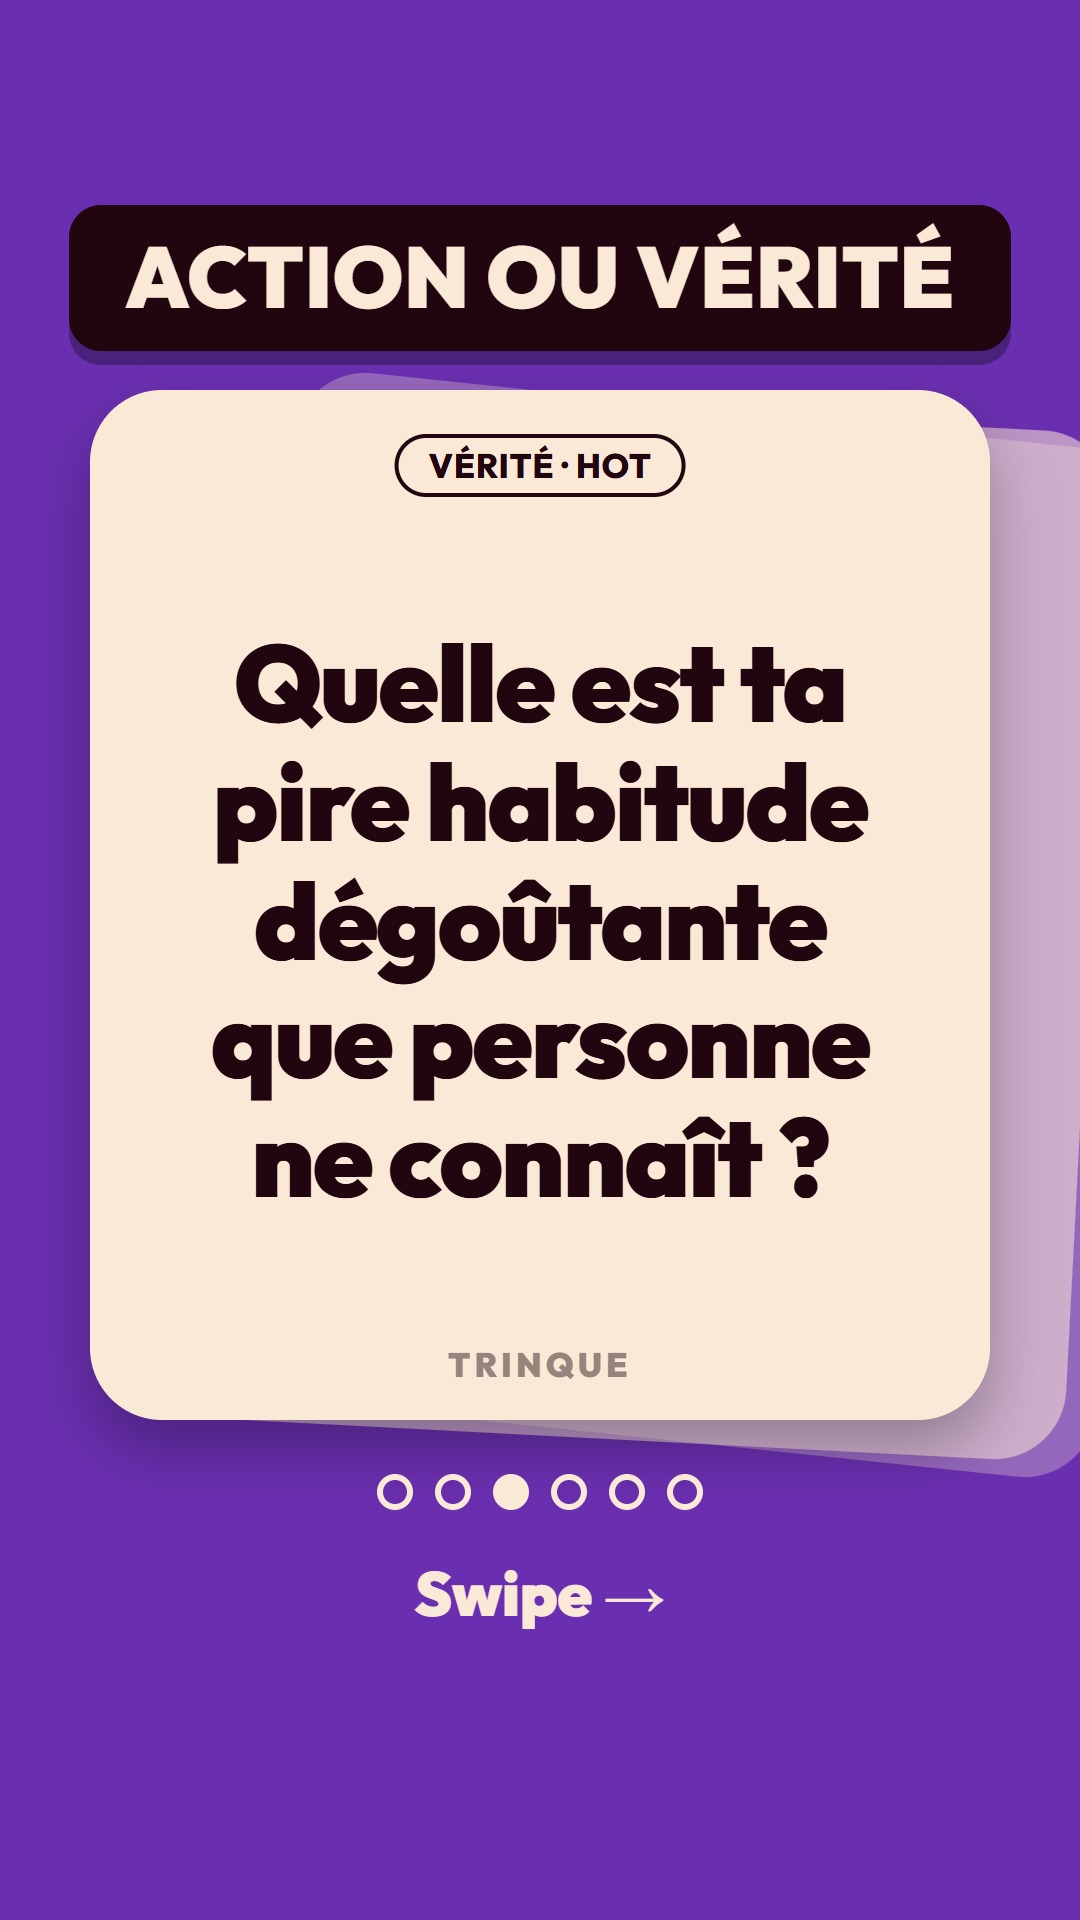 ACTION OU VÉRITÉ
VÉRITÉ · HOT
Quelle est ta
pire habitude
dégoûtante
que personne
ne connaît ?
TRINQUE
Swipe →